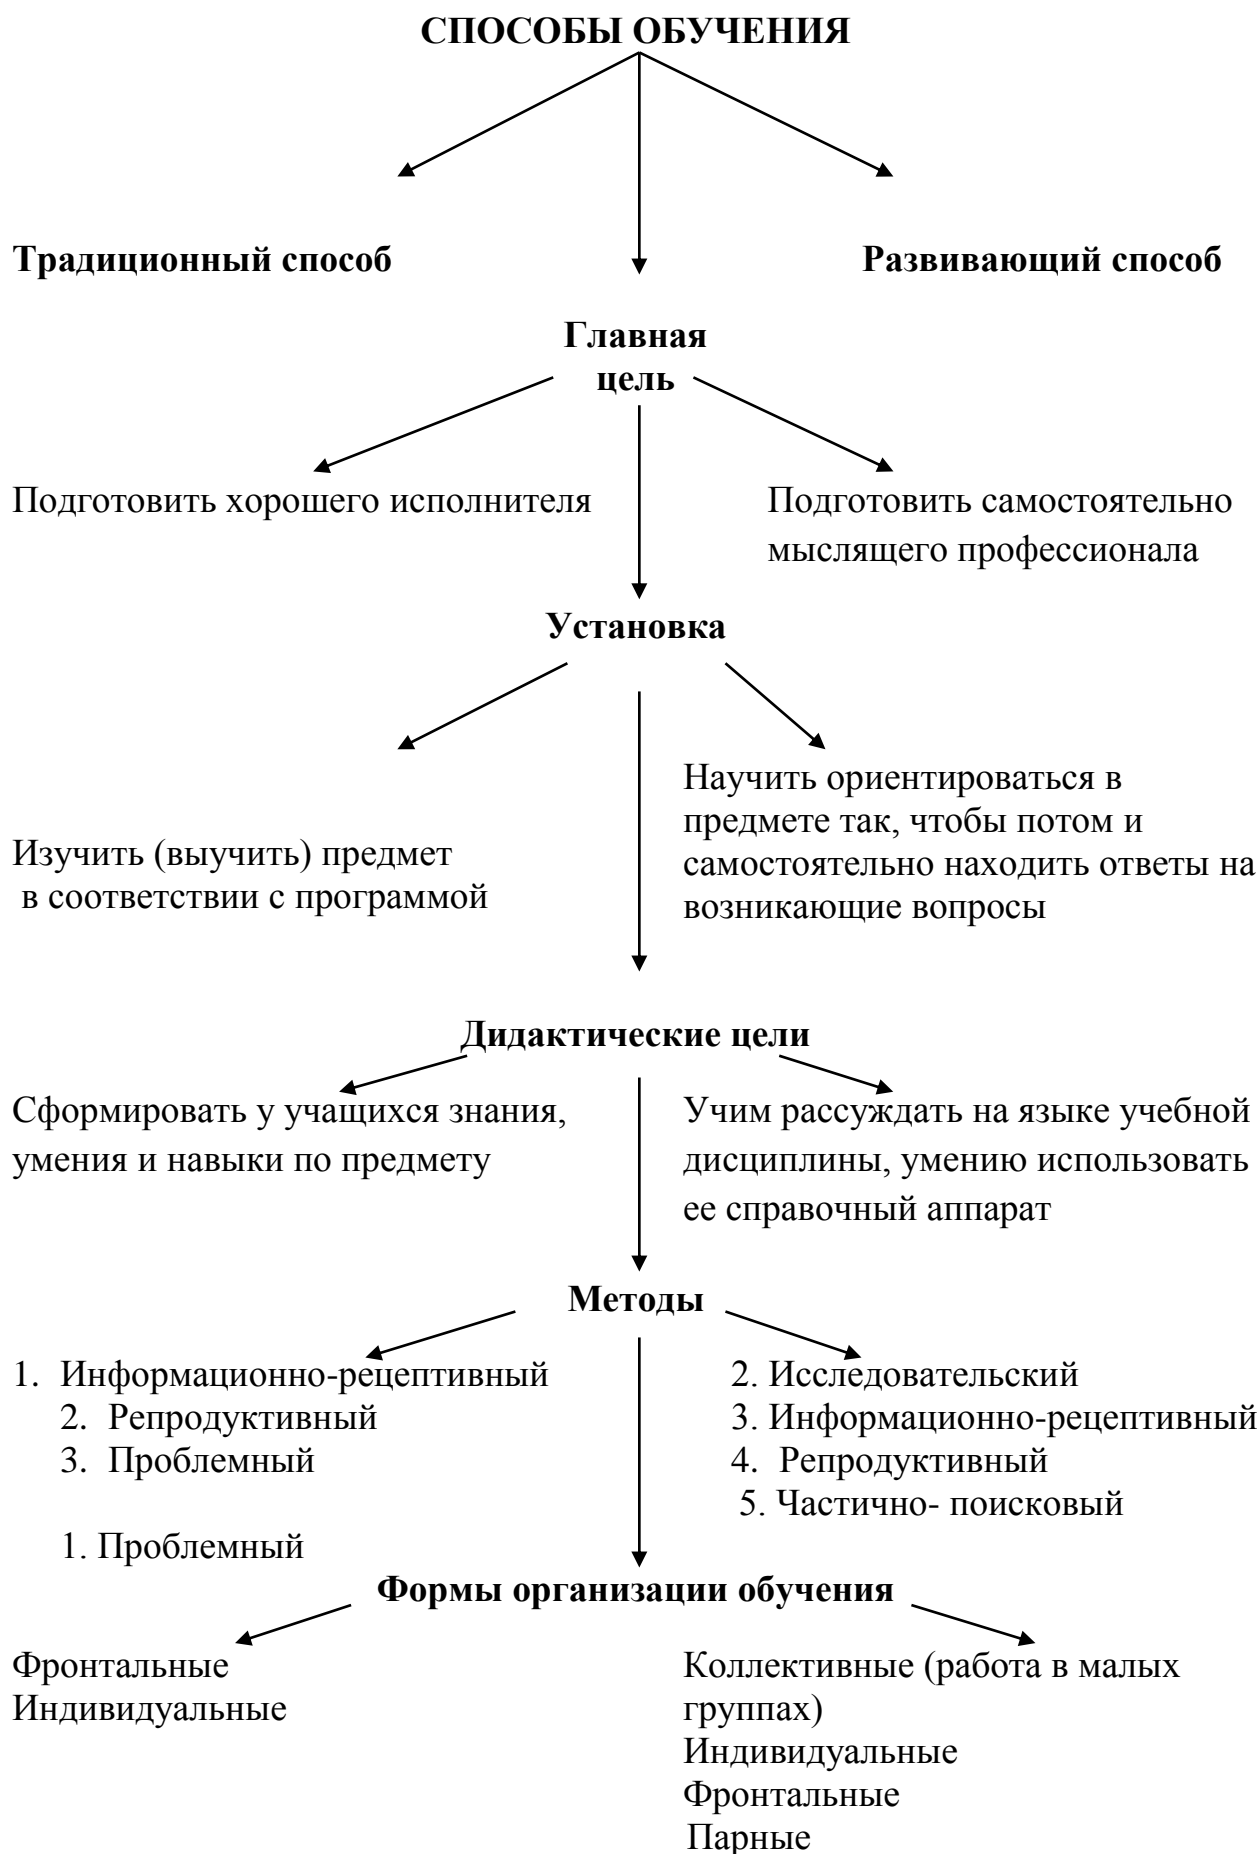 СПОСОБЫ ОБУЧЕНИЯ
Традиционный способ
Развивающий способ
Главная
цель
Подготовить хорошего исполнителя
Подготовить самостоятельно
мыслящего профессионала
Установка
Изучить (выучить) предмет
в соответствии с программой
Научить ориентироваться в
предмете так, чтобы потом и
самостоятельно находить ответы на
возникающие вопросы
Дидактические цели
Сформировать у учащихся знания,
умения и навыки по предмету
Учим рассуждать на языке учебной
дисциплины, умению использовать
ее справочный аппарат
Методы
1. Информационно-рецептивный
2. Репродуктивный
3. Проблемный
1. Проблемный
2. Исследовательский
3. Информационно-рецептивный
4. Репродуктивный
5. Частично- поисковый
Формы организации обучения
Фронтальные
Индивидуальные
Коллективные (работа в малых
группах)
Индивидуальные
Фронтальные
Парные